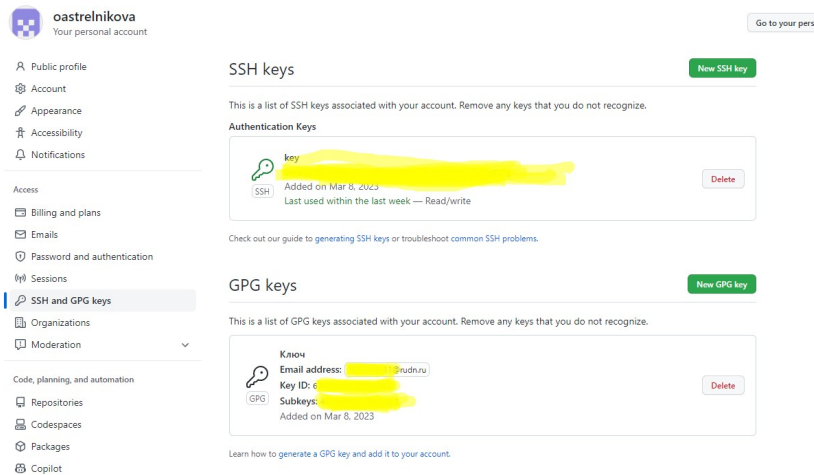 oastrelnikova
Your personal account
Go to your pers
Public profile
Account
Appearance
Accessibility
Notifications
Access
Billing and plans
Emails
Password and authentication
Sessions
SSH and GPG keys
Organizations
Moderation
Code, planning, and automation
Repositories
Codespaces
Packages
Copilot
SSH keys
New SSH key
This is a list of SSH keys associated with your account. Remove any keys that you do not recognize.
Authentication Keys
key
SSH
Added on Mar 8, 2023
Last used within the last week — Read/write
Delete
Check out our guide to generating SSH keys or troubleshoot common SSH problems.
GPG keys
New GPG key
This is a list of GPG keys associated with your account. Remove any keys that you do not recognize.
Ключ
Email address: @rudn.ru
Key ID: 6
GPG
Subkeys:
Added on Mar 8, 2023
Delete
Learn how to generate a GPG key and add it to your account.